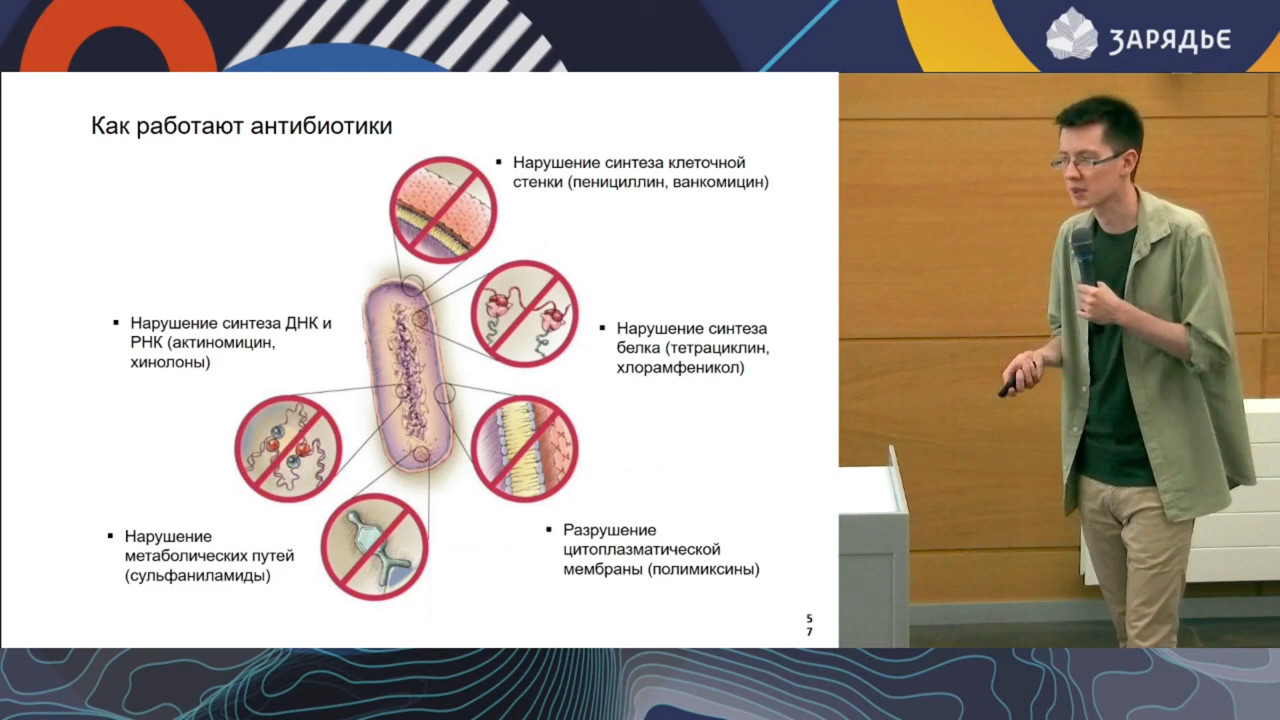 ЗАРЯДЬЕ
Как работают антибиотики
▪ Нарушение синтеза клеточной
стенки (пенициллин, ванкомицин)
▪ Нарушение синтеза ДНК и
РНК (актиномицин,
хинолоны)
▪ Нарушение синтеза
белка (тетрациклин,
хлорамфеникол)
▪ Нарушение
метаболических путей
(сульфаниламиды)
▪ Разрушение
цитоплазматической
мембраны (полимиксины)
5
7